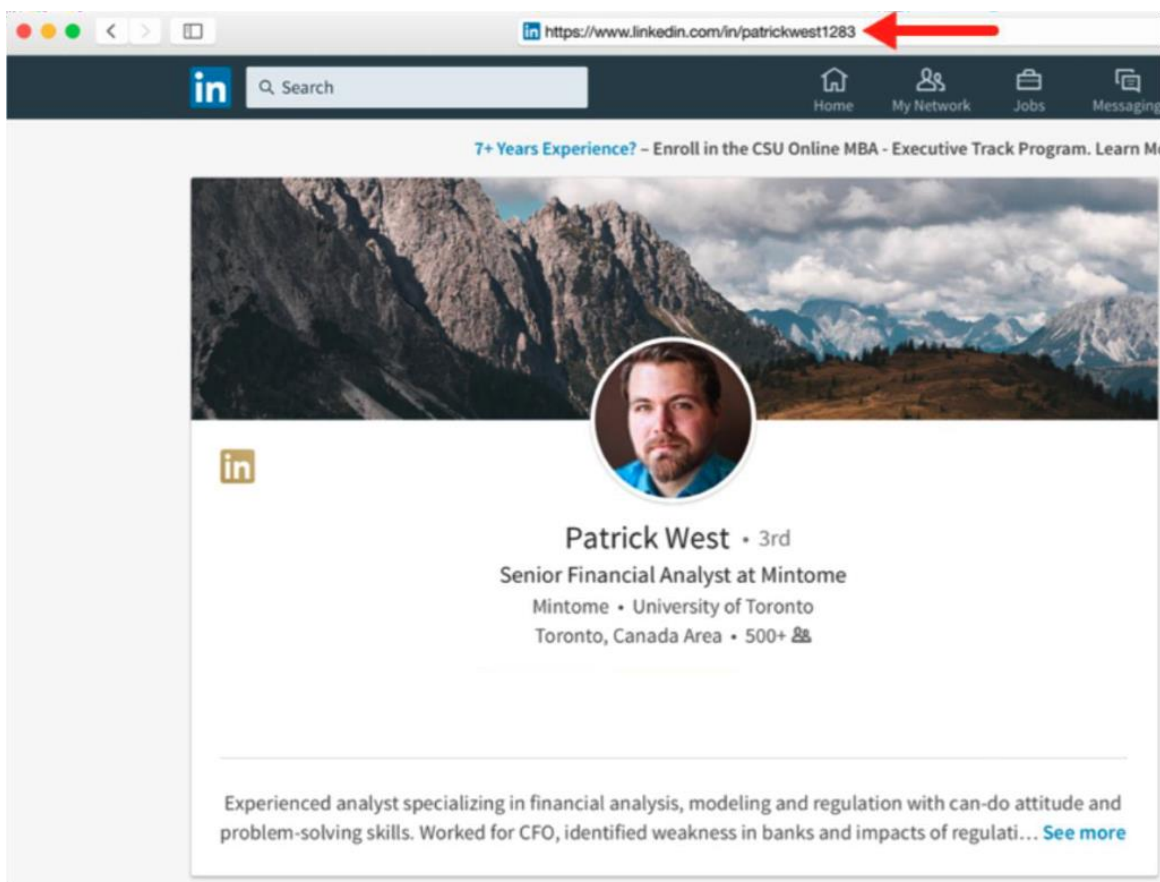 in https://www.linkedin.com/in/patrickwest1283
in Search Home My Network Jobs Messaging
7+ Years Experience? – Enroll in the CSU Online MBA - Executive Track Program. Learn
in
Patrick West • 3rd
Senior Financial Analyst at Mintome
Mintome • University of Toronto
Toronto, Canada Area • 500+
Experienced analyst specializing in financial analysis, modeling and regulation with can-do attitude and
problem-solving skills. Worked for CFO, identified weakness in banks and impacts of regulati... See more